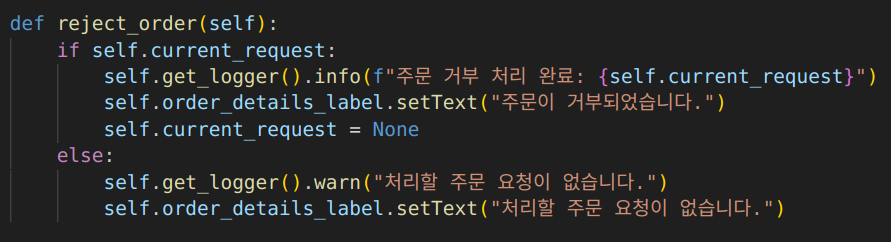 def reject_order(self):
    if self.current_request:
        self.get_logger().info(f"주문 거부 처리 완료: {self.current_request}")
        self.order_details_label.setText("주문이 거부되었습니다.")
        self.current_request = None
    else:
        self.get_logger().warn("처리할 주문 요청이 없습니다.")
        self.order_details_label.setText("처리할 주문 요청이 없습니다.")